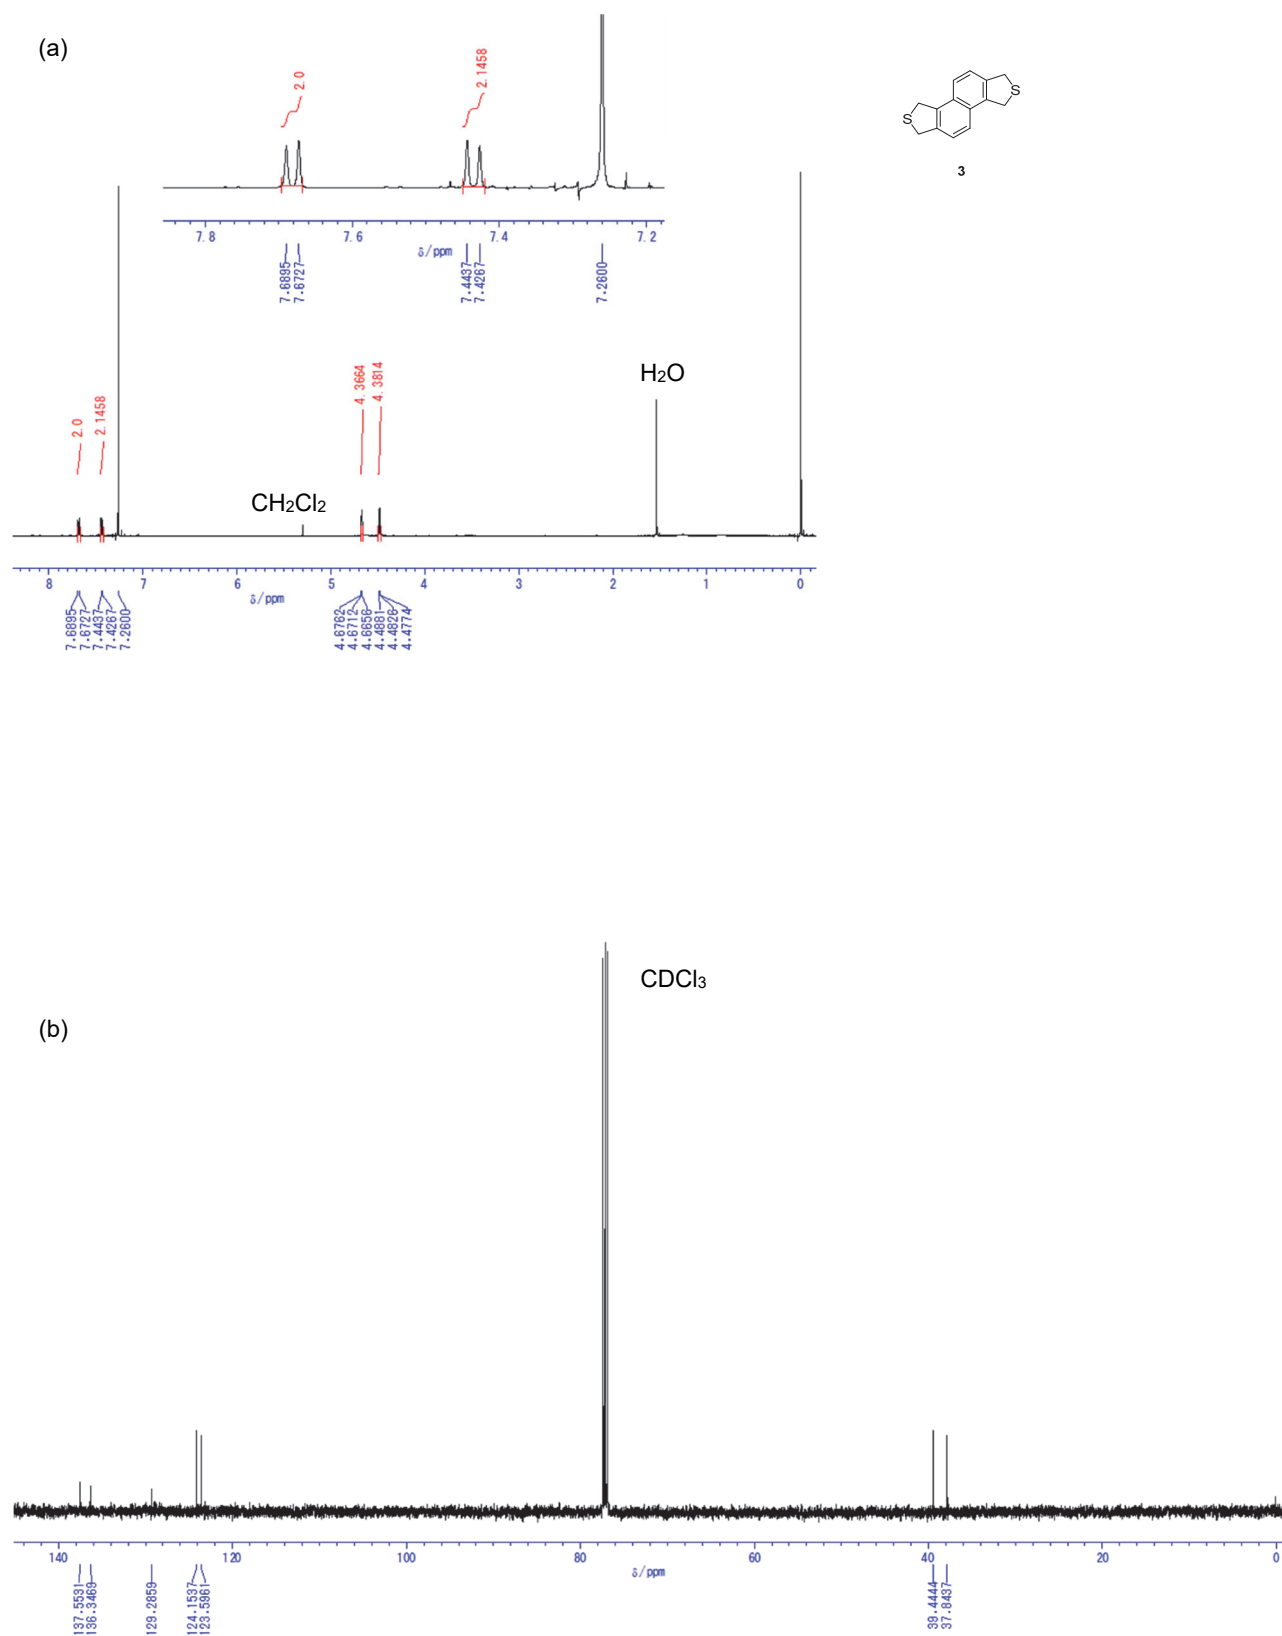 (a)
2.0
2.1458
S
S
3
7.8 7.6 7.4 7.2
δ/ppm
7.6895
7.6727
7.4437
7.4267
7.2600
H2O
4.3664
4.3814
2.0
2.1458
CH2Cl2
8 7 6 5 4 3 2 1 0
δ/ppm
7.6895
7.6727
7.4437
7.4267
7.2600
4.6762
4.6712
4.6656
4.4881
4.4826
4.4774
CDCl3
(b)
140 120 100 80 60 40 20 0
δ/ppm
137.5531
136.3469
129.2859
124.1537
123.5961
39.4444
37.8437